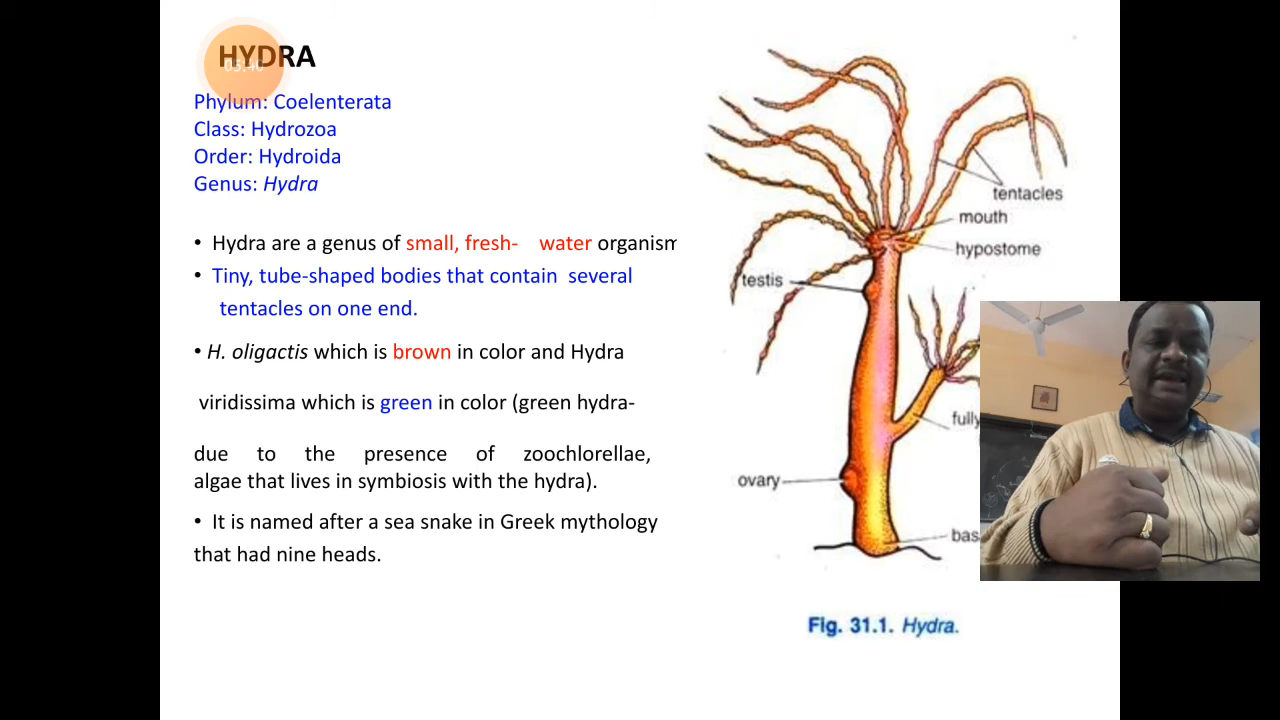 HYDRA
05:40
Phylum: Coelenterata
Class: Hydrozoa
Order: Hydroida
Genus: Hydra
• Hydra are a genus of small, fresh- water organism
• Tiny, tube-shaped bodies that contain several
tentacles on one end.
• H. oligactis which is brown in color and Hydra
viridissima which is green in color (green hydra-
due to the presence of zoochlorellae,
algae that lives in symbiosis with the hydra).
• It is named after a sea snake in Greek mythology
that had nine heads.
tentacles
mouth
hypostome
testis
fully
ovary
bas
Fig. 31.1. Hydra.